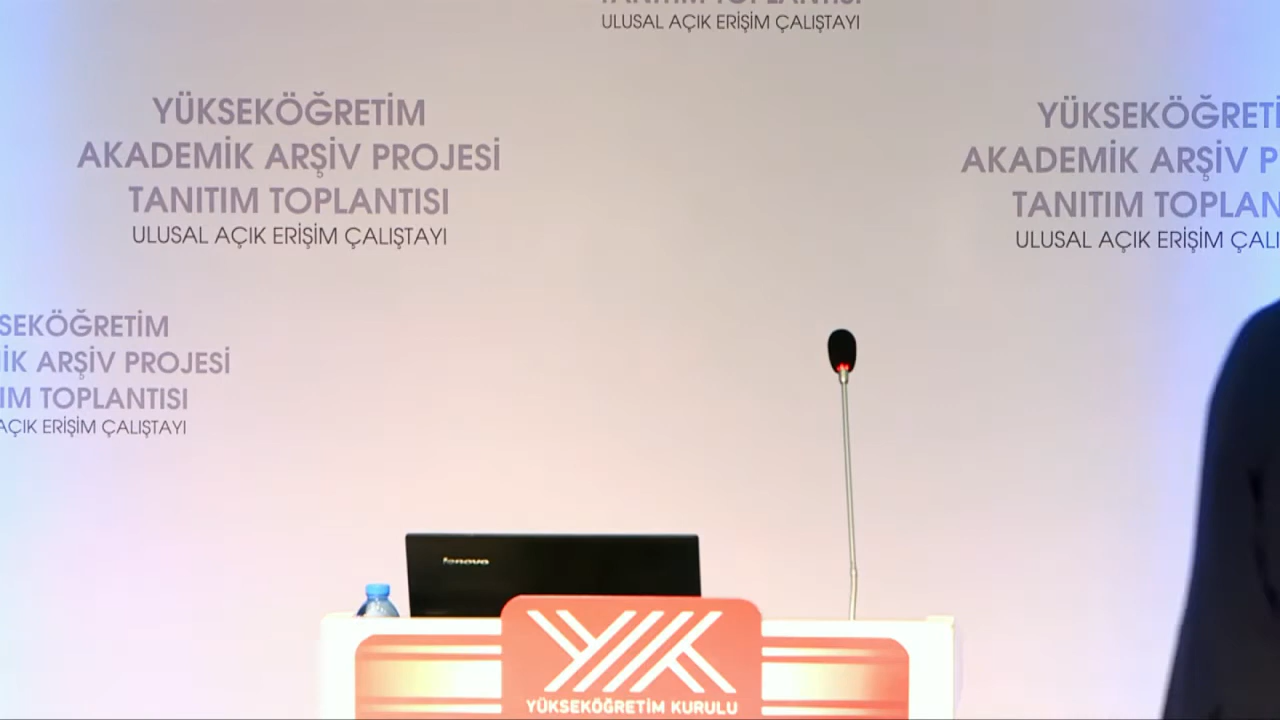 ULUSAL AÇIK ERİŞİM ÇALIŞTAYI
YÜKSEKÖĞRETİM
AKADEMİK ARŞİV PROJESİ
TANITIM TOPLANTISI
ULUSAL AÇIK ERİŞİM ÇALIŞTAYI
YÜKSEKÖĞRETİ
AKADEMİK ARŞİV P
TANITIM TOPLAN
ULUSAL AÇIK ERİŞİM ÇALI
SEKÖĞRETİM
İK ARŞİV PROJESİ
IM TOPLANTISI
AÇIK ERİŞİM ÇALIŞTAYI
lenovo
YÜKSEKÖĞRETİM KURULU